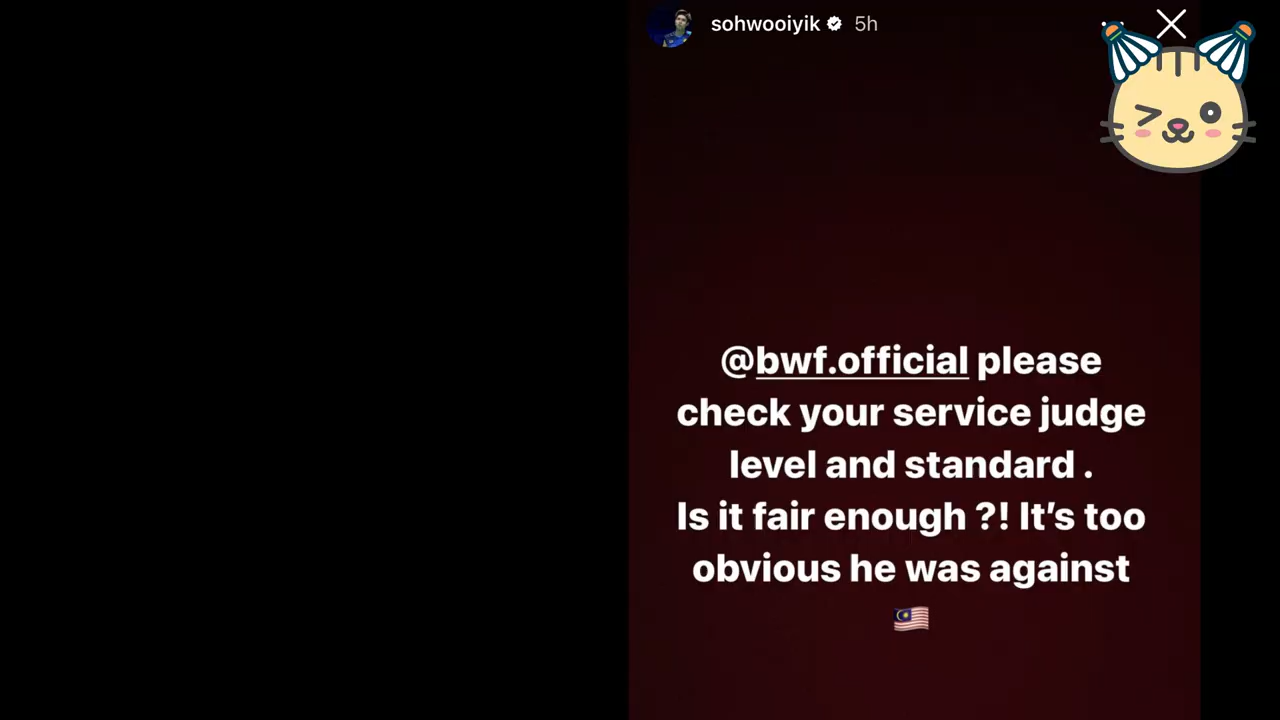 sohwooiyik 5h
@bwf.official please
check your service judge
level and standard .
Is it fair enough ?! It’s too
obvious he was against
🇲🇾